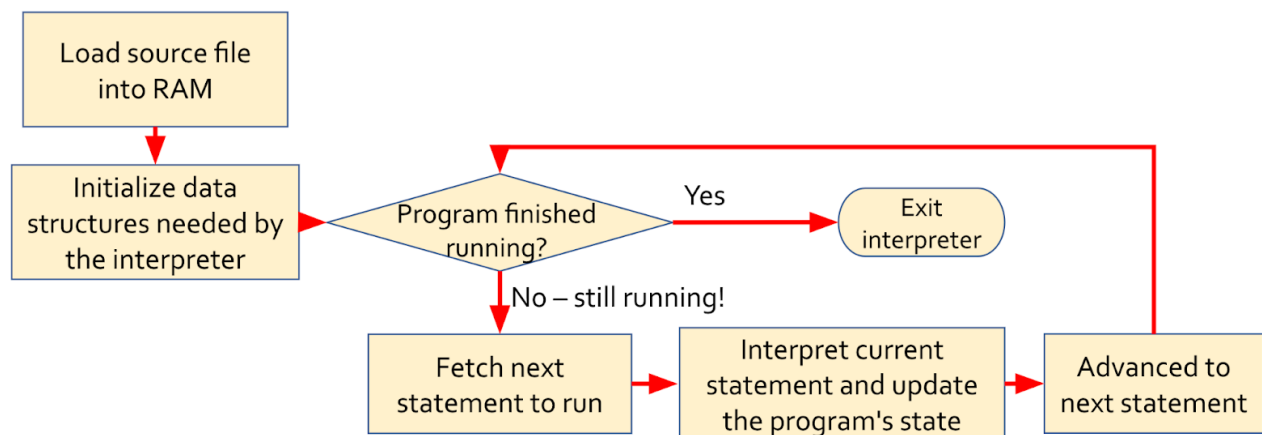 Load source file
into RAM
Initialize data
structures needed by
the interpreter
Program finished
running?
Yes
Exit
interpreter
No – still running!
Fetch next
statement to run
Interpret current
statement and update
the program's state
Advanced to
next statement